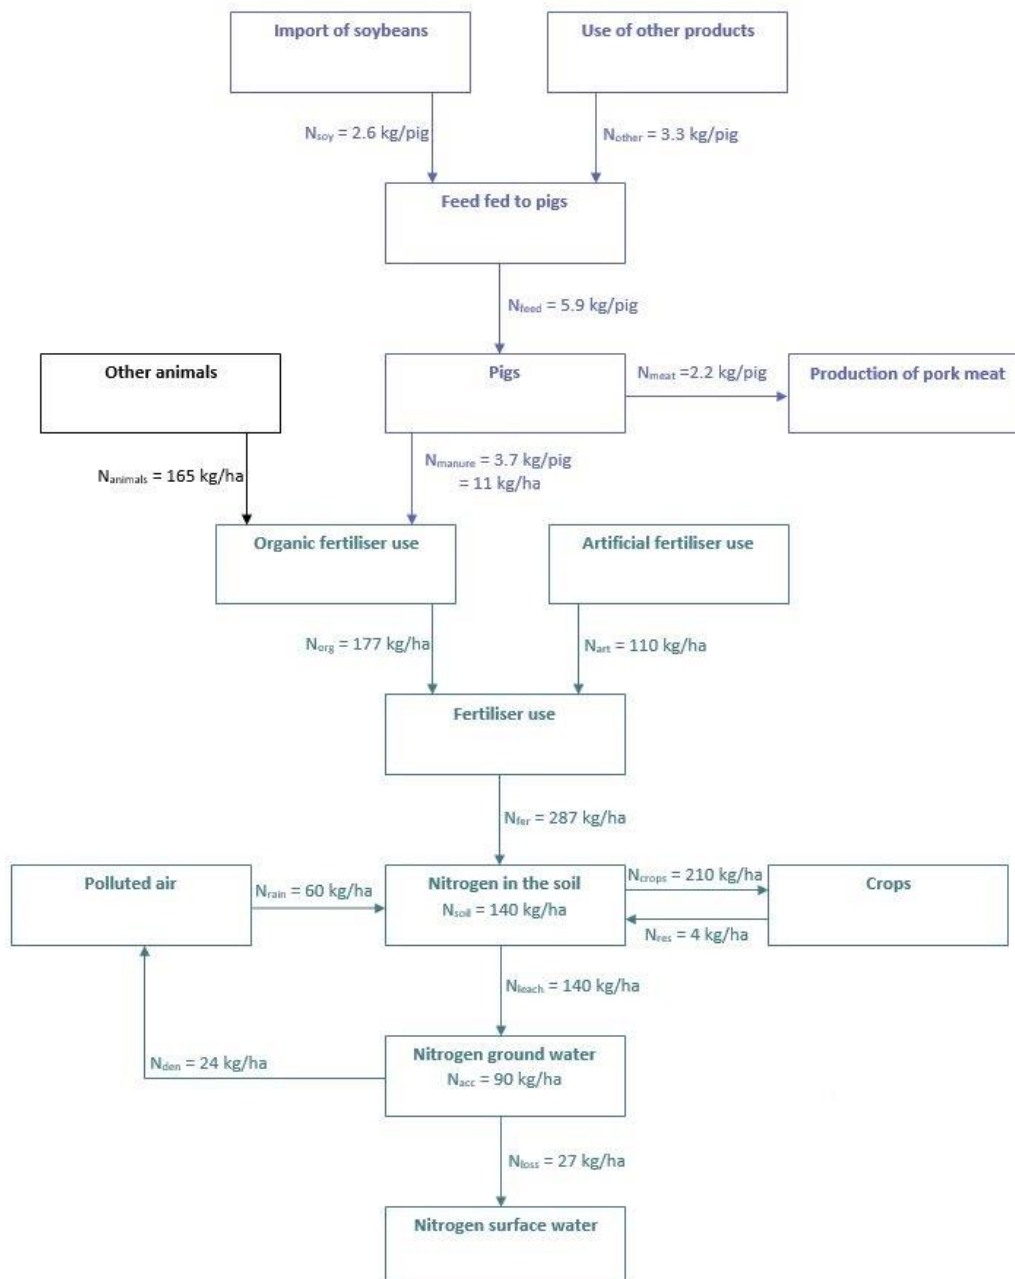 Import of soybeans
Use of other products
Nsoy = 2.6 kg/pig
Nother = 3.3 kg/pig
Feed fed to pigs
Nfeed = 5.9 kg/pig
Other animals
Pigs
Nmeat =2.2 kg/pig
Production of pork meat
Nanimals = 165 kg/ha
Nmanure = 3.7 kg/pig
= 11 kg/ha
Organic fertiliser use
Artificial fertiliser use
Norg = 177 kg/ha
Nart = 110 kg/ha
Fertiliser use
Nfer = 287 kg/ha
Polluted air
Nrain = 60 kg/ha
Nitrogen in the soil
Nsoil = 140 kg/ha
Ncrops = 210 kg/ha
Crops
Nres = 4 kg/ha
Nleach = 140 kg/ha
Nden = 24 kg/ha
Nitrogen ground water
Nacc = 90 kg/ha
Nloss = 27 kg/ha
Nitrogen surface water